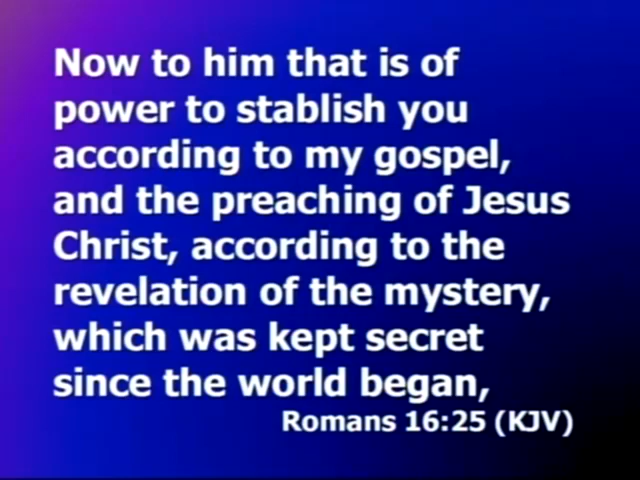 Now to him that is of
power to stablish you
according to my gospel,
and the preaching of Jesus
Christ, according to the
revelation of the mystery,
which was kept secret
since the world began,
Romans 16:25 (KJV)